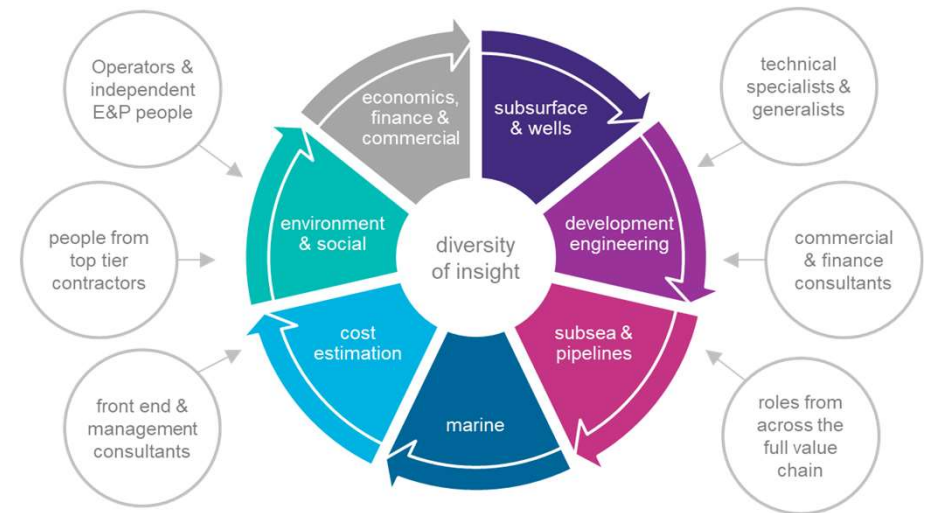 Operators &
independent
E&P people
people from
top tier
contractors
front end &
management
consultants
economics,
finance &
commercial
subsurface
& wells
development
engineering
subsea &
pipelines
marine
cost
estimation
environment
& social
diversity
of insight
technical
specialists &
generalists
commercial
& finance
consultants
roles from
across the
full value
chain